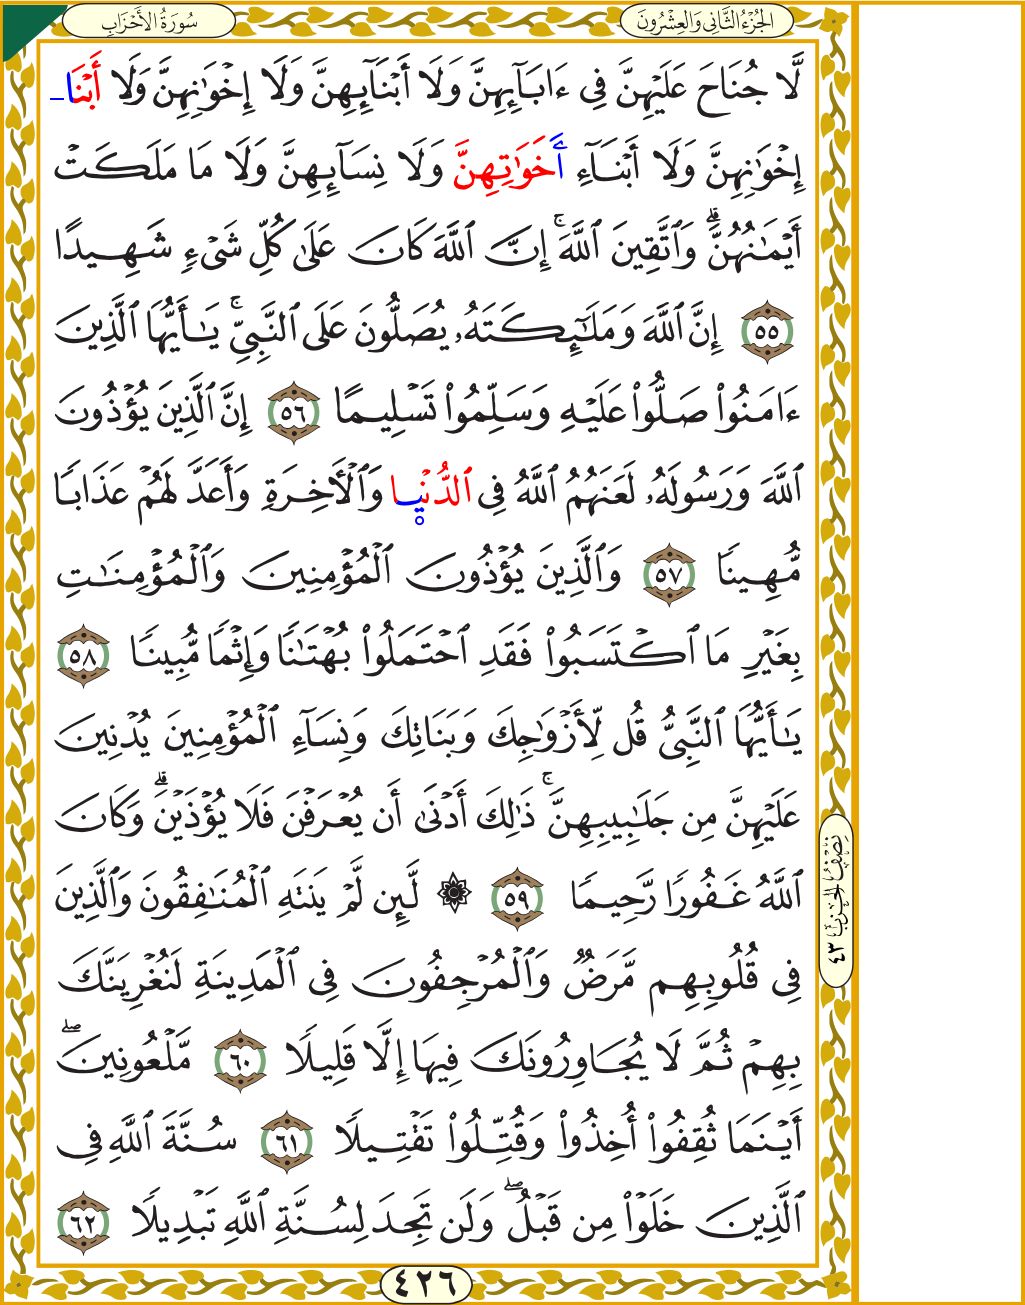 الجُزْءُ الثَّانِي وَالعِشْرُونَ
سُورَةُ الأَحْزَابِ
لَّا جُنَاحَ عَلَيْهِنَّ فِىٓ ءَابَآئِهِنَّ وَلَآ أَبْنَآئِهِنَّ وَلَآ إِخْوَٰنِهِنَّ وَلَآ أَبْنَا
إِخْوَٰنِهِنَّ وَلَآ أَبْنَآءِ أَخَوَٰتِهِنَّ وَلَا نِسَآئِهِنَّ وَلَا مَا مَلَكَتْ
أَيْمَٰنُهُنَّ ۗ وَٱتَّقِينَ ٱللَّهَ ۚ إِنَّ ٱللَّهَ كَانَ عَلَىٰ كُلِّ شَىْءٍ شَهِيدًا
٥٥ إِنَّ ٱللَّهَ وَمَلَٰٓئِكَتَهُۥ يُصَلُّونَ عَلَى ٱلنَّبِىِّ ۚ يَٰٓأَيُّهَا ٱلَّذِينَ
ءَامَنُوا۟ صَلُّوا۟ عَلَيْهِ وَسَلِّمُوا۟ تَسْلِيمًا ٥٦ إِنَّ ٱلَّذِينَ يُؤْذُونَ
ٱللَّهَ وَرَسُولَهُۥ لَعَنَهُمُ ٱللَّهُ فِى ٱلدُّنْيَا وَٱلْءَاخِرَةِ وَأَعَدَّ لَهُمْ عَذَابًا
مُّهِينًا ٥٧ وَٱلَّذِينَ يُؤْذُونَ ٱلْمُؤْمِنِينَ وَٱلْمُؤْمِنَٰتِ
بِغَيْرِ مَا ٱكْتَسَبُوا۟ فَقَدِ ٱحْتَمَلُوا۟ بُهْتَٰنًا وَإِثْمًا مُّبِينًا ٥٨
يَٰٓأَيُّهَا ٱلنَّبِىُّ قُل لِّأَزْوَٰجِكَ وَبَنَاتِكَ وَنِسَآءِ ٱلْمُؤْمِنِينَ يُدْنِينَ
عَلَيْهِنَّ مِن جَلَٰبِيبِهِنَّ ۚ ذَٰلِكَ أَدْنَىٰٓ أَن يُعْرَفْنَ فَلَا يُؤْذَيْنَ ۗ وَكَانَ
ٱللَّهُ غَفُورًا رَّحِيمًا ٥٩ ۞ لَّئِن لَّمْ يَنتَهِ ٱلْمُنَٰفِقُونَ وَٱلَّذِينَ
فِى قُلُوبِهِم مَّرَضٌ وَٱلْمُرْجِفُونَ فِى ٱلْمَدِينَةِ لَنُغْرِيَنَّكَ
بِهِمْ ثُمَّ لَا يُجَاوِرُونَكَ فِيهَآ إِلَّا قَلِيلًا ٦٠ مَّلْعُونِينَ ۖ
أَيْنَمَا ثُقِفُوٓا۟ أُخِذُوا۟ وَقُتِّلُوا۟ تَقْتِيلًا ٦١ سُنَّةَ ٱللَّهِ فِى
ٱلَّذِينَ خَلَوْا۟ مِن قَبْلُ ۖ وَلَن تَجِدَ لِسُنَّةِ ٱللَّهِ تَبْدِيلًا ٦٢
نِصْفُ الحِزْبِ ٤٣
٤٢٦